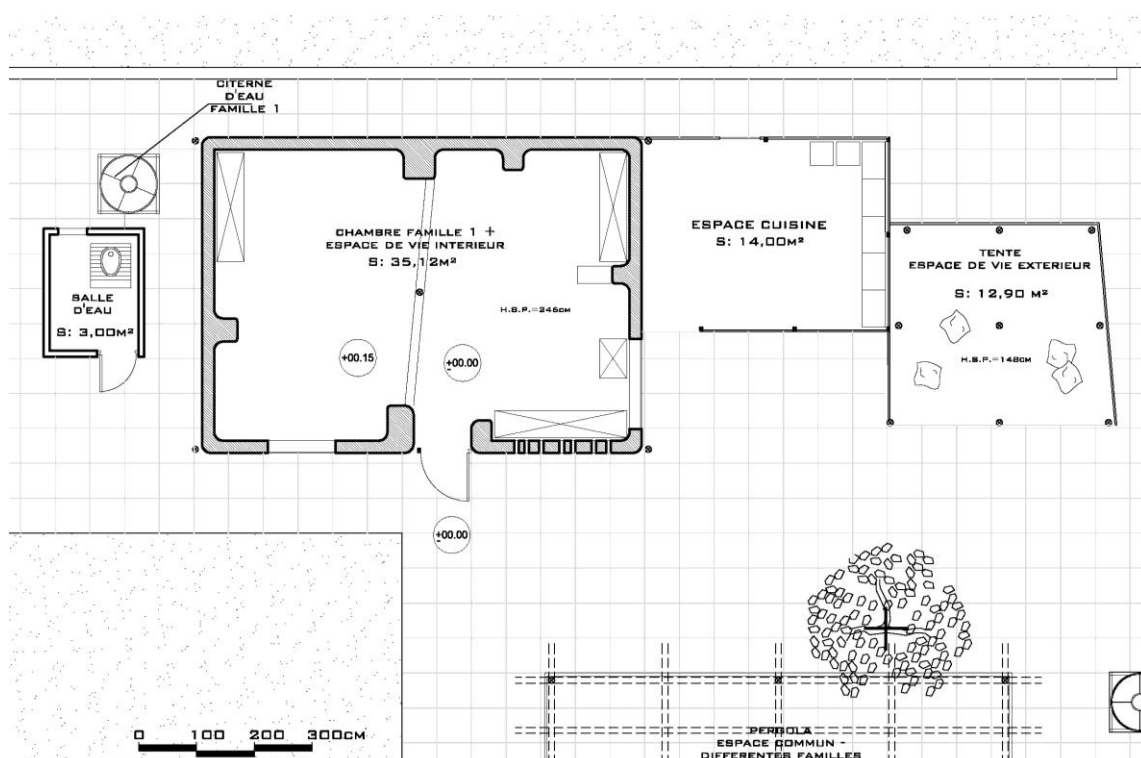 CITERNE
D'EAU
FAMILLE 1
CHAMBRE FAMILLE 1 +
ESPACE DE VIE INTERIEUR
S: 35,12M²
ESPACE CUISINE
S: 14,00M²
TENTE
ESPACE DE VIE EXTERIEUR
S: 12,90 M²
SALLE
D'EAU
S: 3,00M²
H.S.P.=246CM
+00.15
+00.00
H.S.P.=148CM
+00.00
0 100 200 300CM
PERGOLA
ESPACE COMMUN -
DIFFERENTES FAMILLES